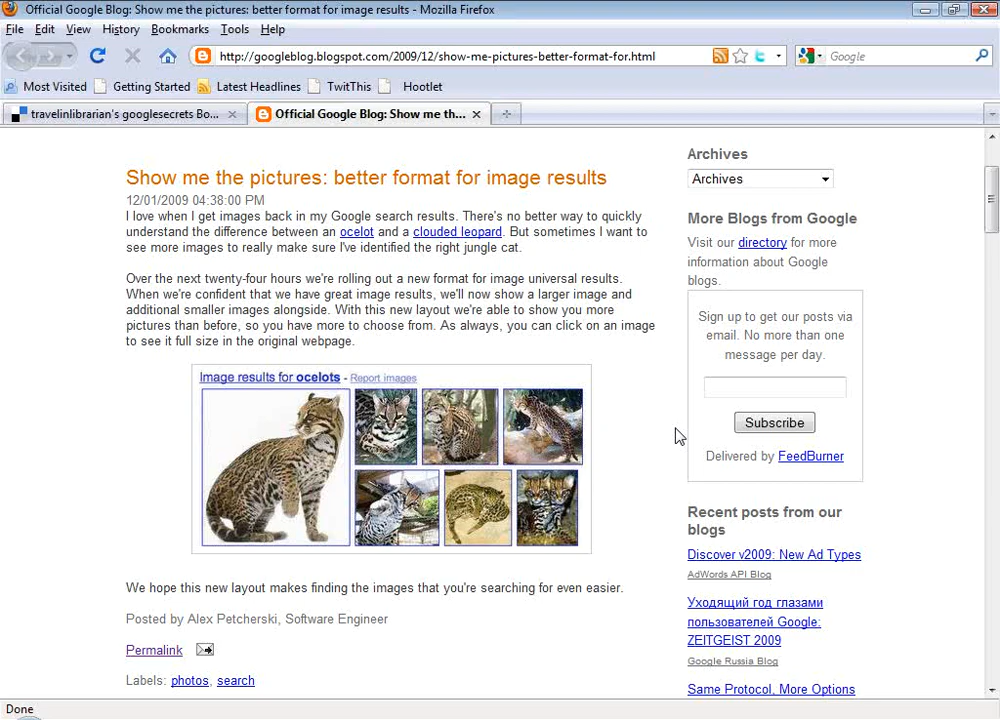 Official Google Blog: Show me the pictures: better format for image results - Mozilla Firefox
File Edit View History Bookmarks Tools Help
http://googleblog.blogspot.com/2009/12/show-me-pictures-better-format-for.html
Google
Most Visited Getting Started Latest Headlines TwitThis Hootlet
travelinlibrarian's googlesecrets Bo...
Official Google Blog: Show me th...
Show me the pictures: better format for image results
12/01/2009 04:38:00 PM
I love when I get images back in my Google search results. There's no better way to quickly
understand the difference between an ocelot and a clouded leopard. But sometimes I want to
see more images to really make sure I've identified the right jungle cat.
Over the next twenty-four hours we're rolling out a new format for image universal results.
When we're confident that we have great image results, we'll now show a larger image and
additional smaller images alongside. With this new layout we're able to show you more
pictures than before, so you have more to choose from. As always, you can click on an image
to see it full size in the original webpage.
Image results for ocelots - Report images
We hope this new layout makes finding the images that you're searching for even easier.
Posted by Alex Petcherski, Software Engineer
Permalink
Labels: photos, search
Archives
Archives
More Blogs from Google
Visit our directory for more
information about Google
blogs.
Sign up to get our posts via
email. No more than one
message per day.
Subscribe
Delivered by FeedBurner
Recent posts from our
blogs
Discover v2009: New Ad Types
AdWords API Blog
Уходящий год глазами
пользователей Google:
ZEITGEIST 2009
Google Russia Blog
Same Protocol, More Options
Done